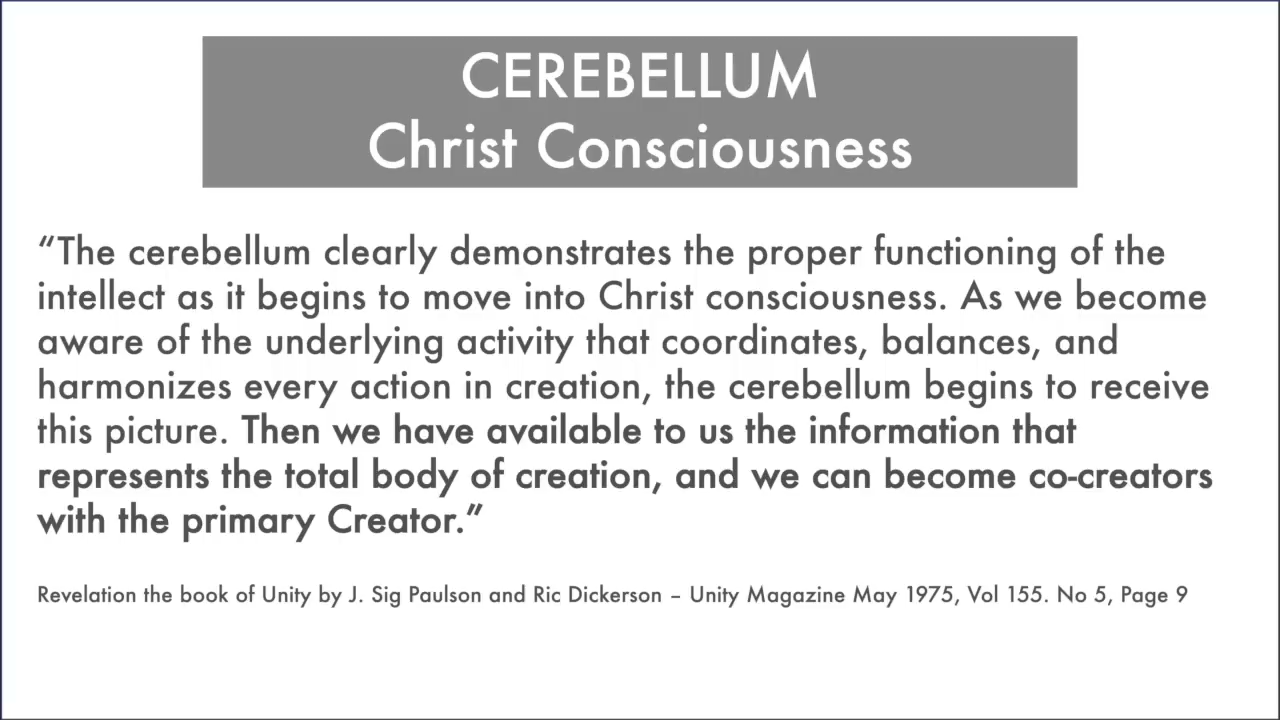 CEREBELLUM
Christ Consciousness
“The cerebellum clearly demonstrates the proper functioning of the
intellect as it begins to move into Christ consciousness. As we become
aware of the underlying activity that coordinates, balances, and
harmonizes every action in creation, the cerebellum begins to receive
this picture. Then we have available to us the information that
represents the total body of creation, and we can become co-creators
with the primary Creator.”
Revelation the book of Unity by J. Sig Paulson and Ric Dickerson – Unity Magazine May 1975, Vol 155. No 5, Page 9